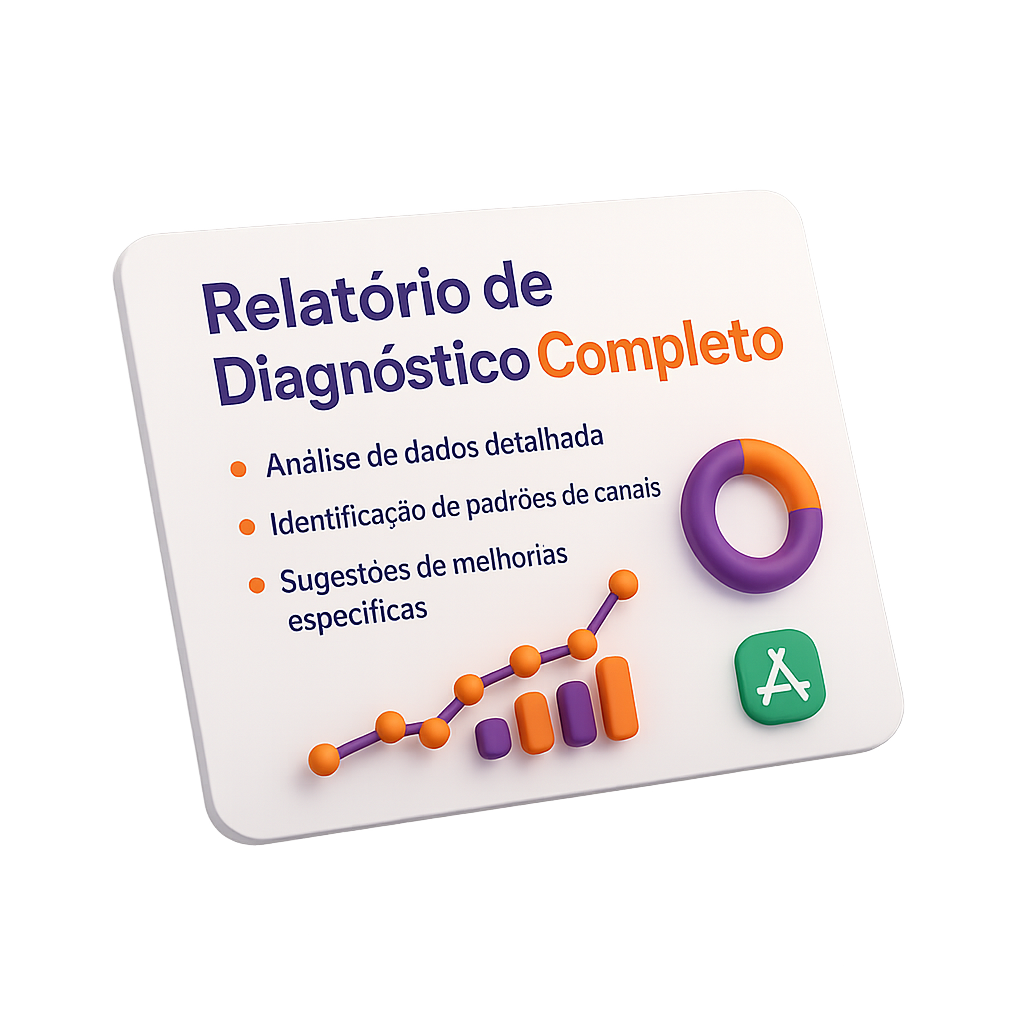 Relatório de
Diagnóstico Completo
Análise de dados detalhada
Identificação de padrões de canais
Sugestões de melhorias
especificas